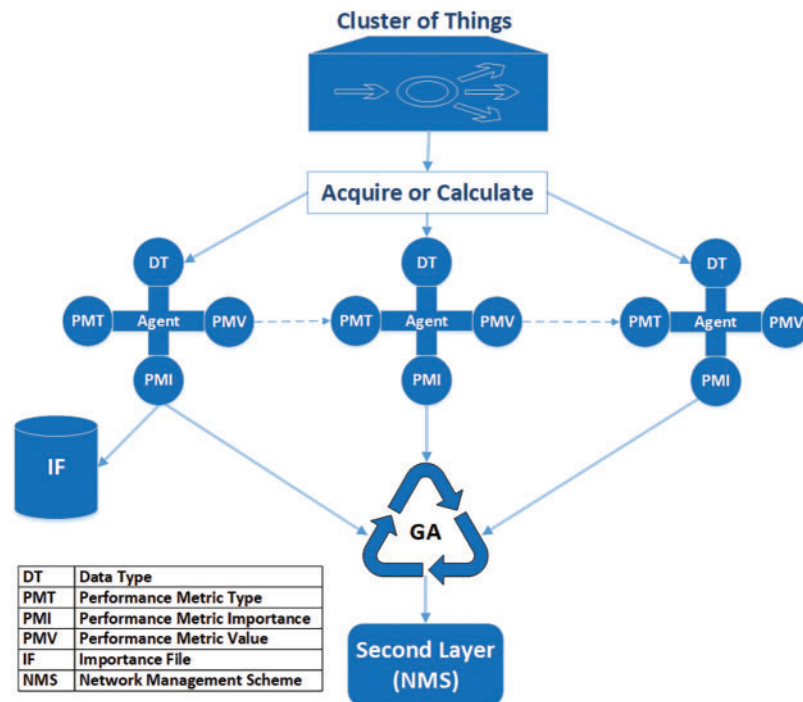 Cluster of Things
Acquire or Calculate
DT
DT
DT
PMT Agent PMV
PMT Agent PMV
PMT Agent PMV
PMI
PMI
PMI
IF
GA
DT Data Type
PMT Performance Metric Type
PMI Performance Metric Importance
PMV Performance Metric Value
IF Importance File
NMS Network Management Scheme
Second Layer
(NMS)